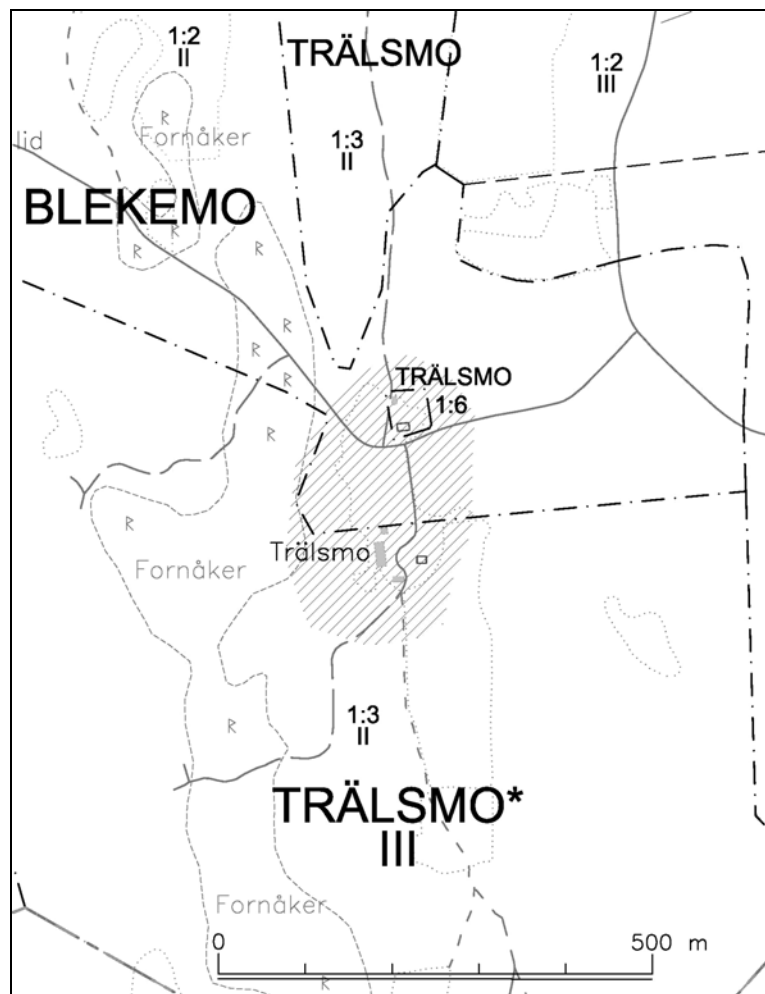 1:2
II
TRÄLSMO
1:2
III
R
Fornåker
lid
1:3
II
BLEKEMO
R
R
R
R
R
R
TRÄLSMO
1:6
R
R
Trälsmo
Fornåker
1:3
II
R
TRÄLSMO*
III
Fornåker
0
500 m
R